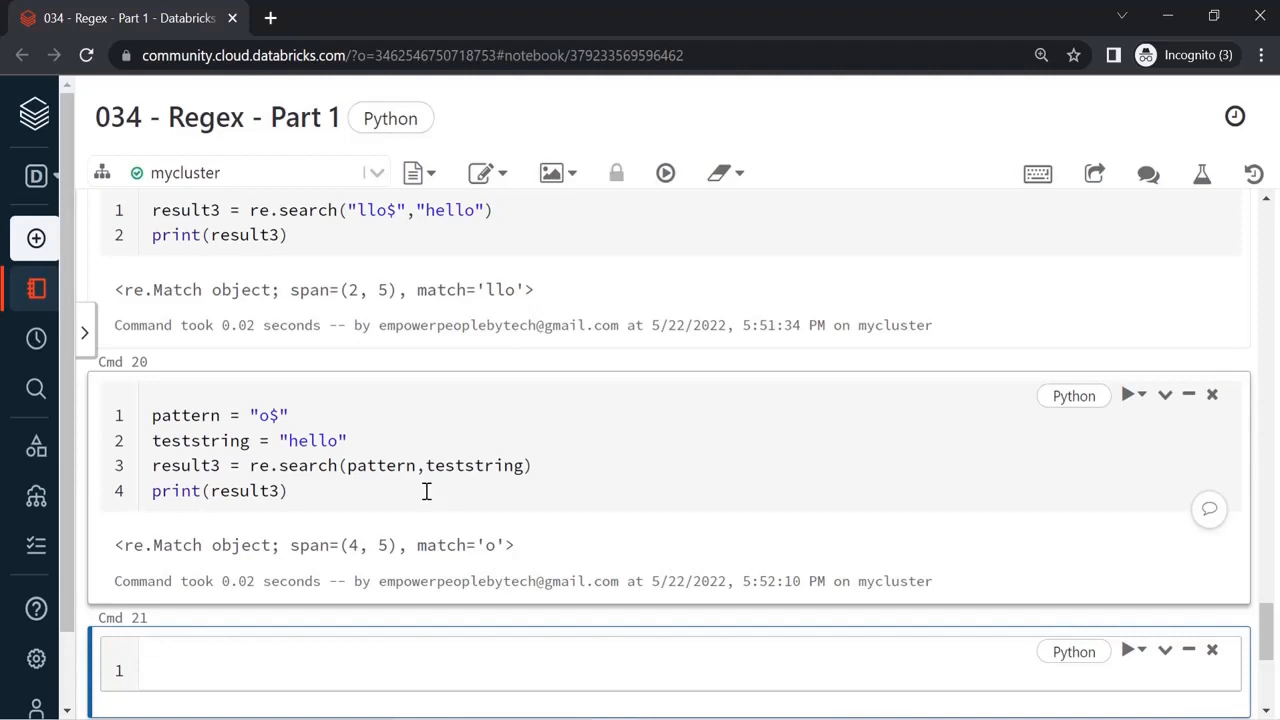 034 - Regex - Part 1 - Databricks
community.cloud.databricks.com/?o=3462546750718753#notebook/379233569596462
Incognito (3)
034 - Regex - Part 1
Python
D
mycluster
1 result3 = re.search("llo$","hello")
2 print(result3)
<re.Match object; span=(2, 5), match='llo'>
Command took 0.02 seconds -- by empowerpeoplebytech@gmail.com at 5/22/2022, 5:51:34 PM on mycluster
Cmd 20
Python
1 pattern = "o$"
2 teststring = "hello"
3 result3 = re.search(pattern,teststring)
4 print(result3)
<re.Match object; span=(4, 5), match='o'>
Command took 0.02 seconds -- by empowerpeoplebytech@gmail.com at 5/22/2022, 5:52:10 PM on mycluster
Cmd 21
Python
1